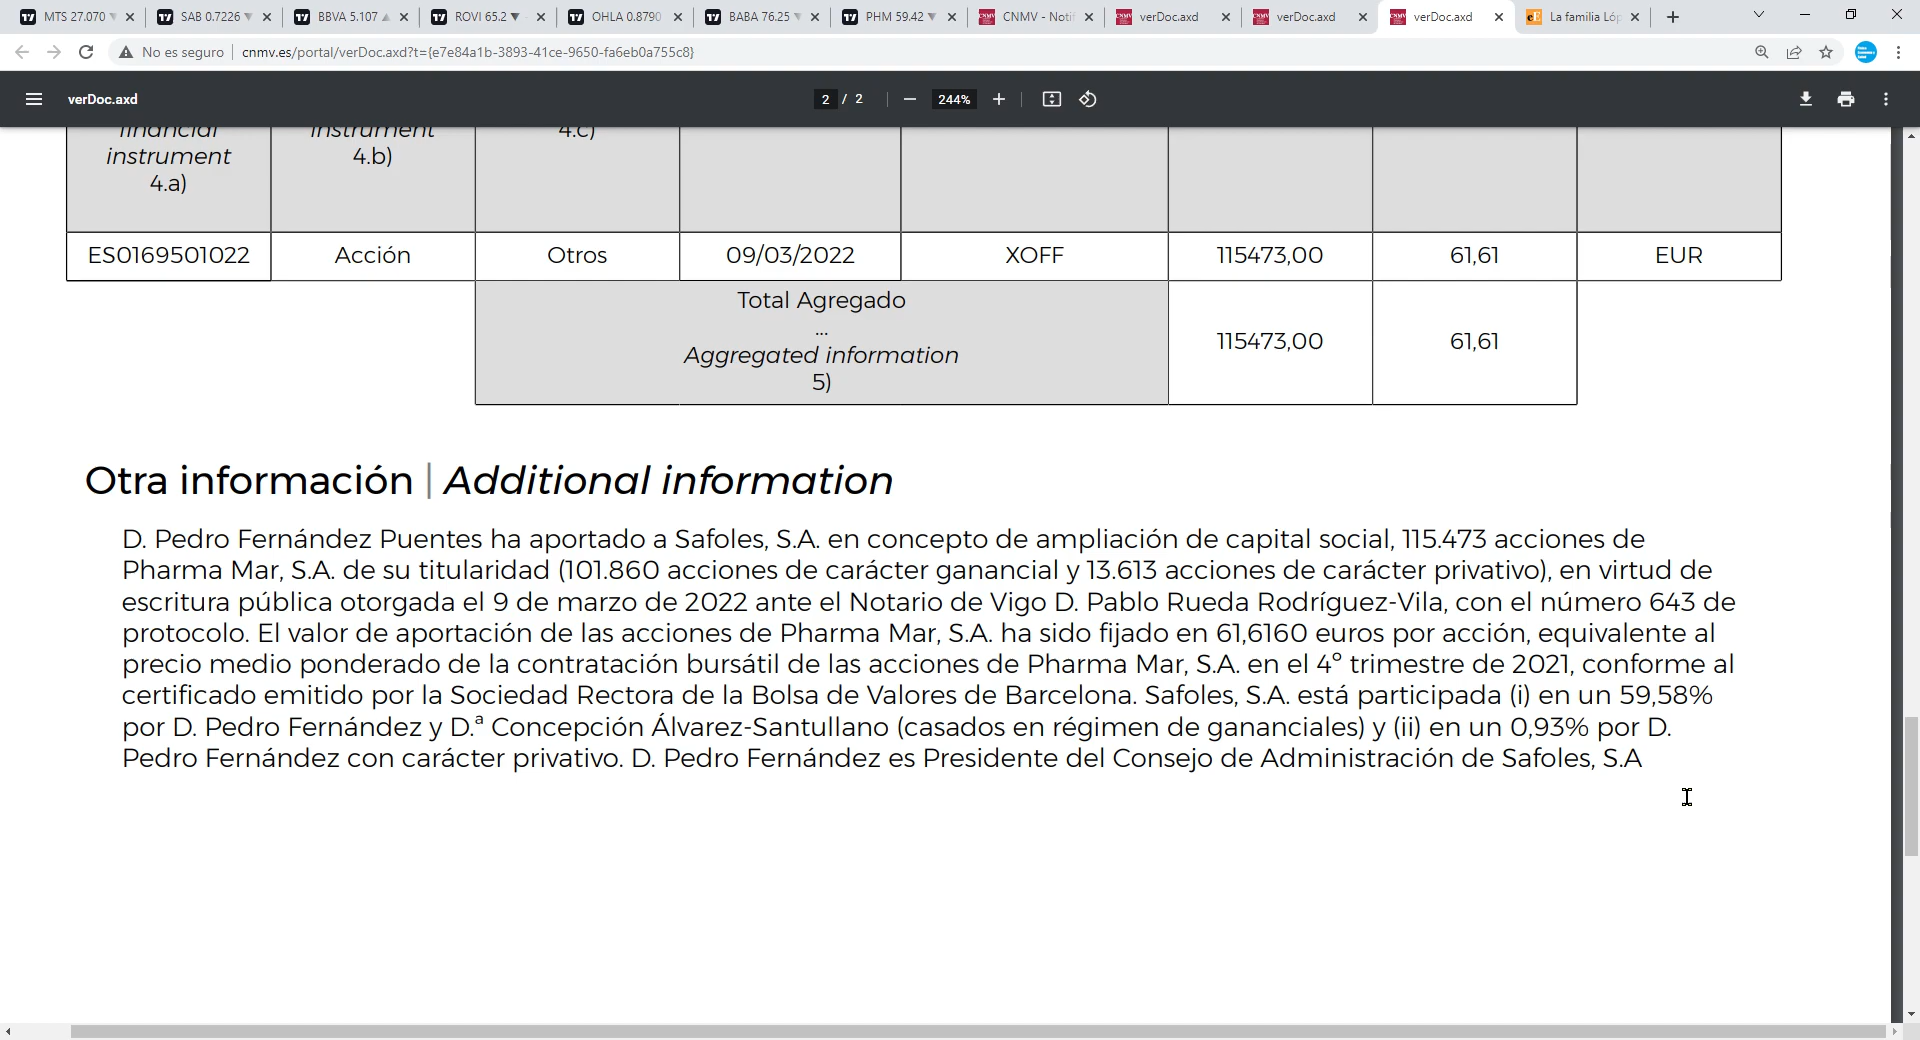 MTS 27.070
SAB 0.7226
BBVA 5.107
ROVI 65.2
OHLA 0.8790
BABA 76.25
PHM 59.42
CNMV - Noti
verDoc.axd
verDoc.axd
verDoc.axd
La familia Lóp
No es seguro
cnmv.es/portal/verDoc.axd?t={e7e84a1b-3893-41ce-9650-fa6eb0a755c8}
verDoc.axd
2 / 2
244%
financial
instrument
4.a)
instrument
4.b)
4.c)
ES0169501022 Acción Otros 09/03/2022 XOFF 115473,00 61,61 EUR
Total Agregado
...
Aggregated information
5)
115473,00 61,61
Otra información | Additional information
D. Pedro Fernández Puentes ha aportado a Safoles, S.A. en concepto de ampliación de capital social, 115.473 acciones de
Pharma Mar, S.A. de su titularidad (101.860 acciones de carácter ganancial y 13.613 acciones de carácter privativo), en virtud de
escritura pública otorgada el 9 de marzo de 2022 ante el Notario de Vigo D. Pablo Rueda Rodríguez-Vila, con el número 643 de
protocolo. El valor de aportación de las acciones de Pharma Mar, S.A. ha sido fijado en 61,6160 euros por acción, equivalente al
precio medio ponderado de la contratación bursátil de las acciones de Pharma Mar, S.A. en el 4º trimestre de 2021, conforme al
certificado emitido por la Sociedad Rectora de la Bolsa de Valores de Barcelona. Safoles, S.A. está participada (i) en un 59,58%
por D. Pedro Fernández y D.ª Concepción Álvarez-Santullano (casados en régimen de gananciales) y (ii) en un 0,93% por D.
Pedro Fernández con carácter privativo. D. Pedro Fernández es Presidente del Consejo de Administración de Safoles, S.A